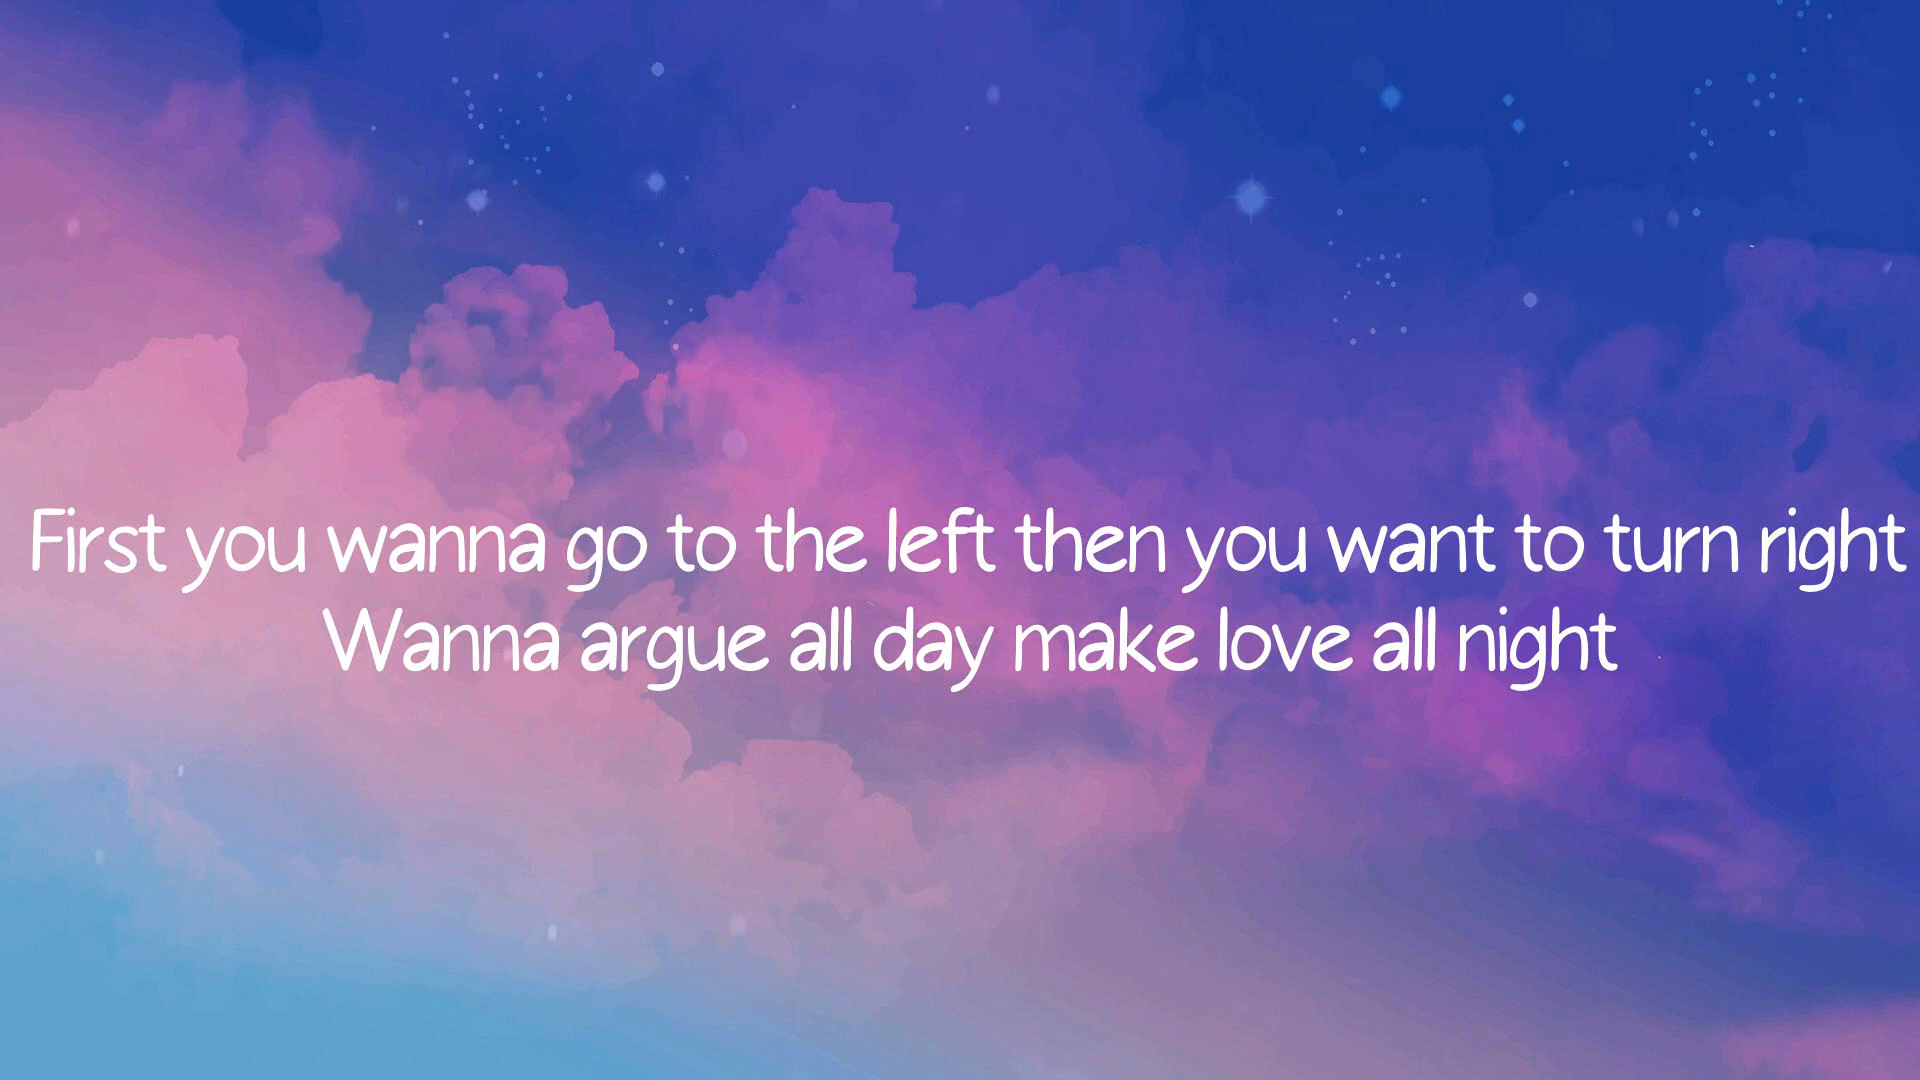 First you wanna go to the left then you want to turn right
Wanna argue all day make love all night